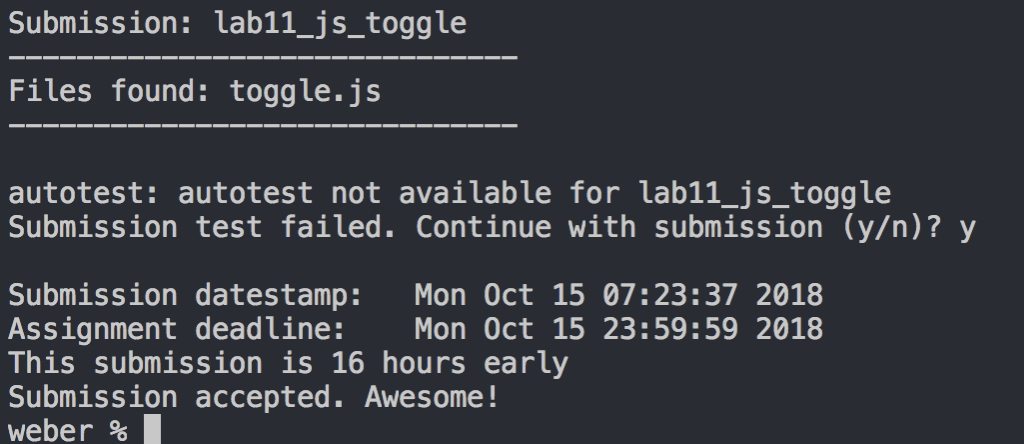 Submission: lab11_js_toggle
------------------------------
Files found: toggle.js
------------------------------
autotest: autotest not available for lab11_js_toggle
Submission test failed. Continue with submission (y/n)? y
Submission datestamp:   Mon Oct 15 07:23:37 2018
Assignment deadline:    Mon Oct 15 23:59:59 2018
This submission is 16 hours early
Submission accepted. Awesome!
weber %